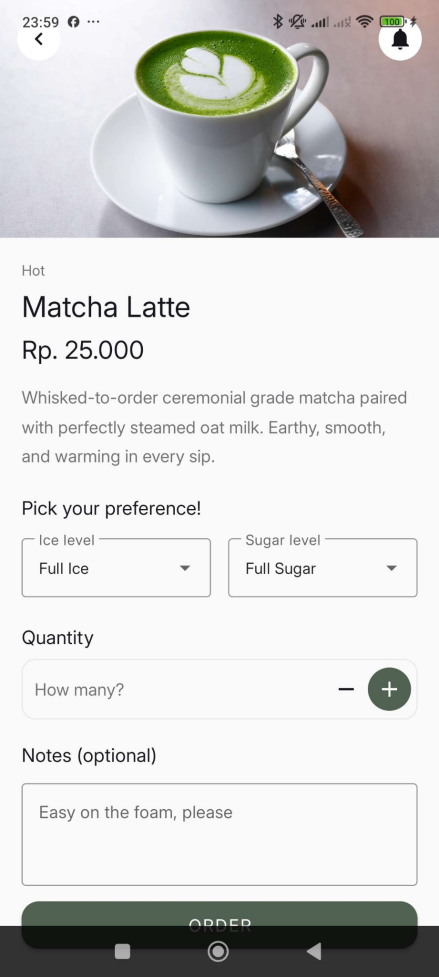 23:59
100
Hot
Matcha Latte
Rp. 25.000
Whisked-to-order ceremonial grade matcha paired
with perfectly steamed oat milk. Earthy, smooth,
and warming in every sip.
Pick your preference!
Ice level
Sugar level
Full Ice
Full Sugar
Quantity
How many?
Notes (optional)
Easy on the foam, please
ORDER